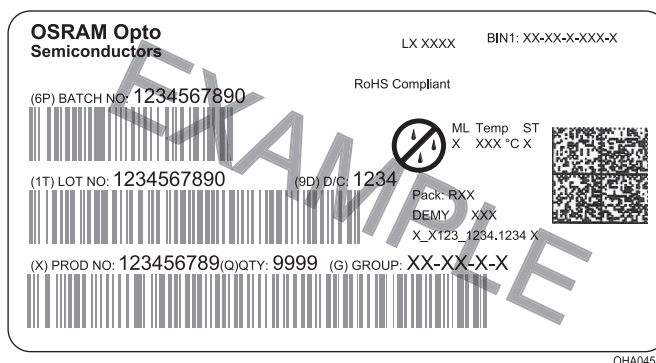 OSRAM Opto
Semiconductors
LX XXXX
BIN1: XX-XX-X-XXX-X
RoHS Compliant
(6P) BATCH NO: 1234567890
ML Temp ST
X XXX °C X
(1T) LOT NO: 1234567890 (9D) D/C: 1234
Pack: RXX
DEMY XXX
X_X123_1234.1234 X
(X) PROD NO: 123456789(Q)QTY: 9999 (G) GROUP: XX-XX-X-X
EXAMPLE
OHA04563